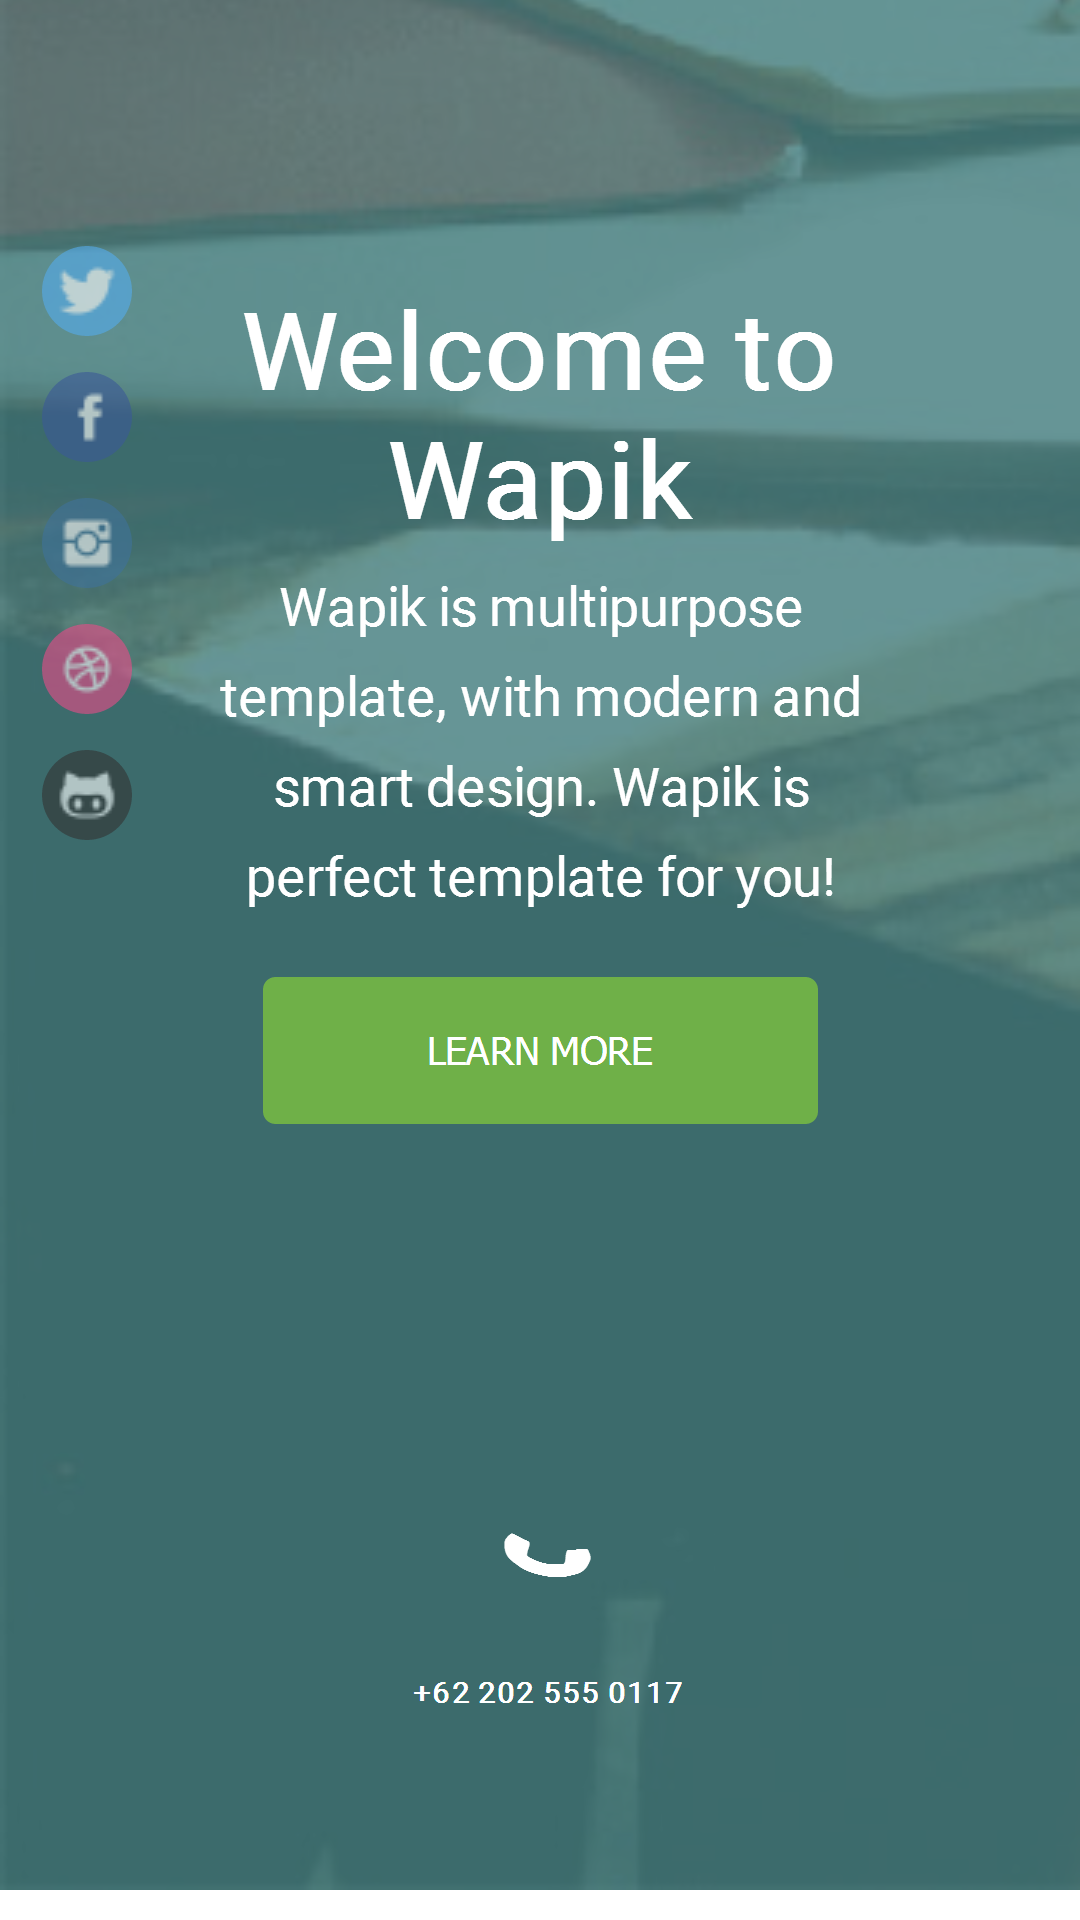 Welcome to
Wapik
Wapik is multipurpose
template, with modern and
smart design. Wapik is
perfect template for you!
LEARN MORE
+62 202 555 0117